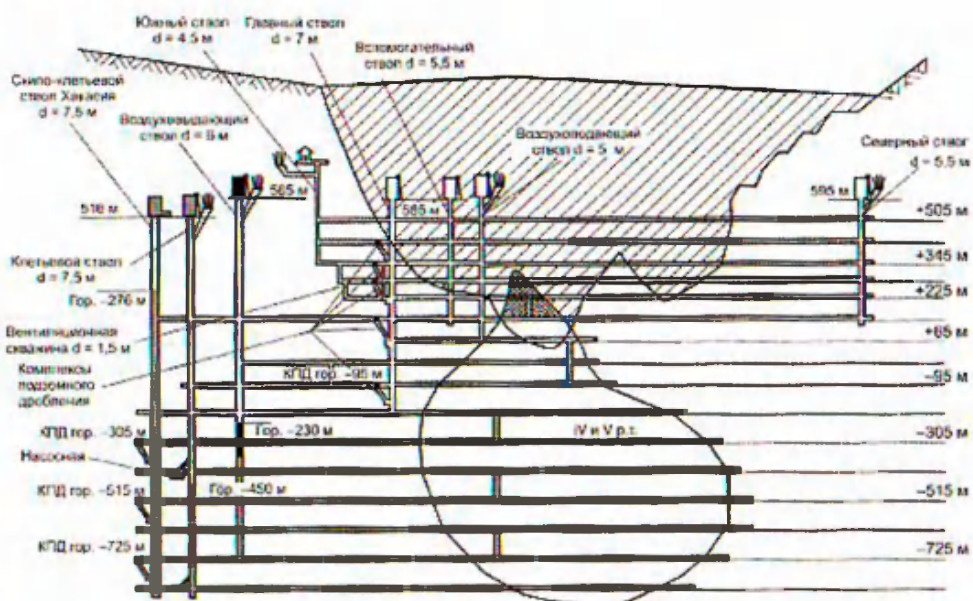 Южный ствол
d = 4,5 м
Главный ствол
d = 7 м
Вспомогательный
ствол d = 5,5 м
Скипо-клетьевой
ствол Хакасия
d = 7,5 м
Воздуховыдающий
ствол d = 6 м
Воздухоподающий
ствол d = 5 м
Северный ствол
d = 5,5 м
516 м
565 м
565 м
595 м
+505 м
Клетьевой ствол
d = 7,5 м
+345 м
Гор. -276 м
+225 м
Вентиляционная
скважина d = 1,5 м
+65 м
Комплексы
подземного
дробления
КПД гор. -95 м
-95 м
КПД гор. -305 м
Гор. -230 м
IV и V р.т.
-305 м
Насосная
КПД гор. -515 м
Гор. -450 м
-515 м
КПД гор. -725 м
-725 м